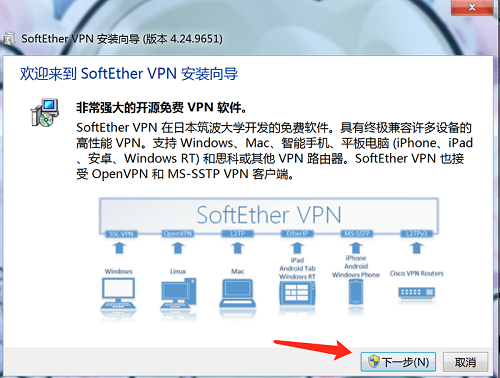 SoftEther VPN 安装向导 (版本 4.24.9651)
欢迎来到 SoftEther VPN 安装向导
非常强大的开源免费 VPN 软件。
SoftEther VPN 在日本筑波大学开发的免费软件。具有终极兼容许多设备的
高性能 VPN。支持 Windows、Mac、智能手机、平板电脑 (iPhone、iPad
、安卓、Windows RT) 和思科或其他 VPN 路由器。SoftEther VPN 也接
受 OpenVPN 和 MS-SSTP VPN 客户端。
SoftEther VPN
SSL-VPN OpenVPN L2TP EtherIP MS-SSTP L2TPv3
Windows Linux Mac
iPad
Android Tab
Windows RT
iPhone
Android
Windows Phone
Cisco VPN Routers
下一步(N) 取消